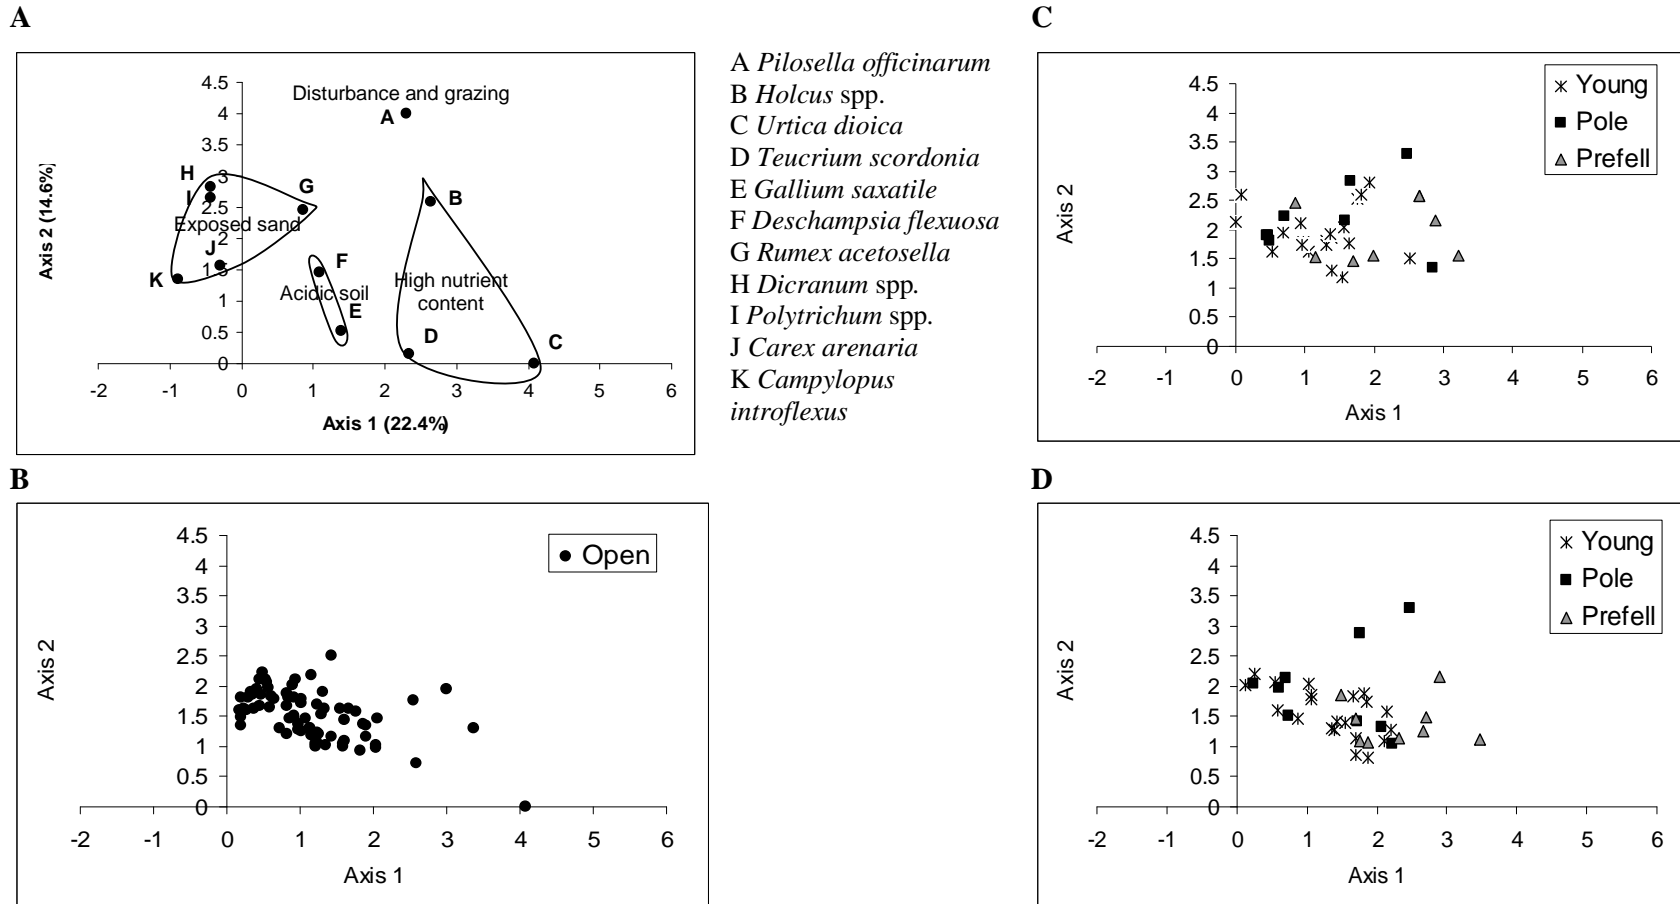 A
4.5
4
3.5
3
2.5
2
1.5
1
0.5
0
-2 -1 0 1 2 3 4 5 6
Axis 2 (14.6%)
Axis 1 (22.4%)
Disturbance and grazing
A
H
I
G
B
Exposed sand
J
K
F
Acidic soil
E
High nutrient
content
D
C
A Pilosella officinarum
B Holcus spp.
C Urtica dioica
D Teucrium scordonia
E Gallium saxatile
F Deschampsia flexuosa
G Rumex acetosella
H Dicranum spp.
I Polytrichum spp.
J Carex arenaria
K Campylopus
introflexus
C
4.5
4
3.5
3
2.5
2
1.5
1
0.5
0
-2 -1 0 1 2 3 4 5 6
Axis 2
Axis 1
Young
Pole
Prefell
B
4.5
4
3.5
3
2.5
2
1.5
1
0.5
0
-2 -1 0 1 2 3 4 5 6
Axis 2
Axis 1
Open
D
4.5
4
3.5
3
2.5
2
1.5
1
0.5
0
-2 -1 0 1 2 3 4 5 6
Axis 2
Axis 1
Young
Pole
Prefell